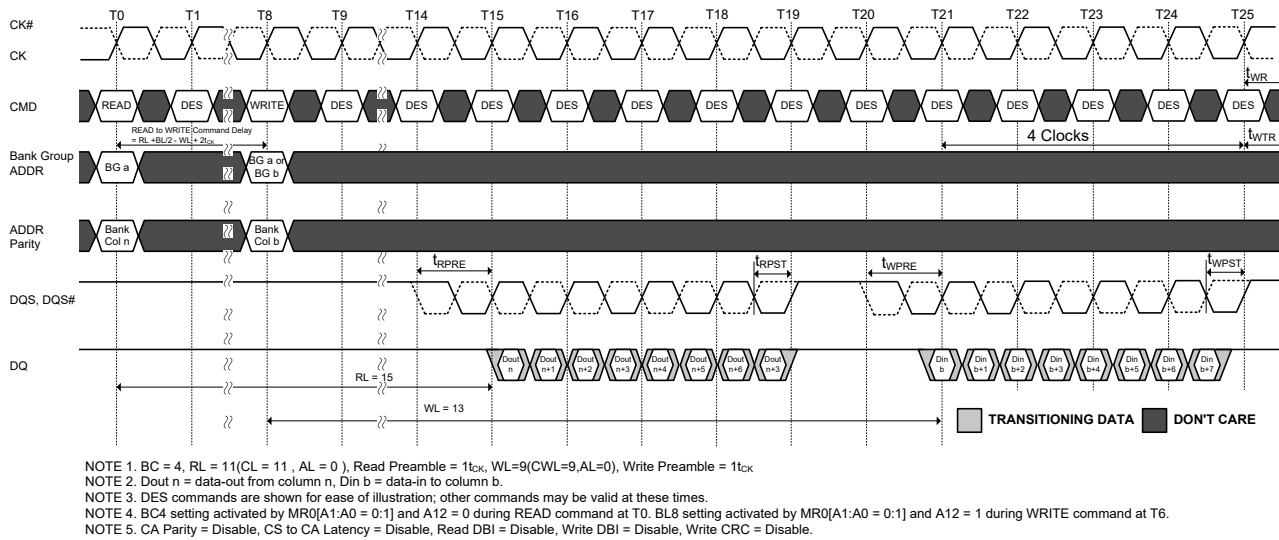 T0 T1 T8 T9 T14 T15 T16 T17 T18 T19 T20 T21 T22 T23 T24 T25
CK#
CK
tWR
CMD
READ DES WRITE DES DES DES DES DES DES DES DES DES DES DES DES DES
READ to WRITE Command Delay
= RL +BL/2 - WL + 2tCK
4 Clocks
tWTR
Bank Group
ADDR
BG a
BG a or
BG b
ADDR
Parity
Bank
Col n
Bank
Col b
tRPRE
tRPST
tWPRE
tWPST
DQS, DQS#
DQ
Dout
n
Dout
n+1
Dout
n+2
Dout
n+3
Dout
n+4
Dout
n+5
Dout
n+6
Dout
n+3
Din
b
Din
b+1
Din
b+2
Din
b+3
Din
b+4
Din
b+5
Din
b+6
Din
b+7
RL = 15
WL = 13
TRANSITIONING DATA
DON'T CARE
NOTE 1. BC = 4, RL = 11(CL = 11 , AL = 0 ), Read Preamble = 1tCK, WL=9(CWL=9,AL=0), Write Preamble = 1tCK
NOTE 2. Dout n = data-out from column n, Din b = data-in to column b.
NOTE 3. DES commands are shown for ease of illustration; other commands may be valid at these times.
NOTE 4. BC4 setting activated by MR0[A1:A0 = 0:1] and A12 = 0 during READ command at T0. BL8 setting activated by MR0[A1:A0 = 0:1] and A12 = 1 during WRITE command at T6.
NOTE 5. CA Parity = Disable, CS to CA Latency = Disable, Read DBI = Disable, Write DBI = Disable, Write CRC = Disable.